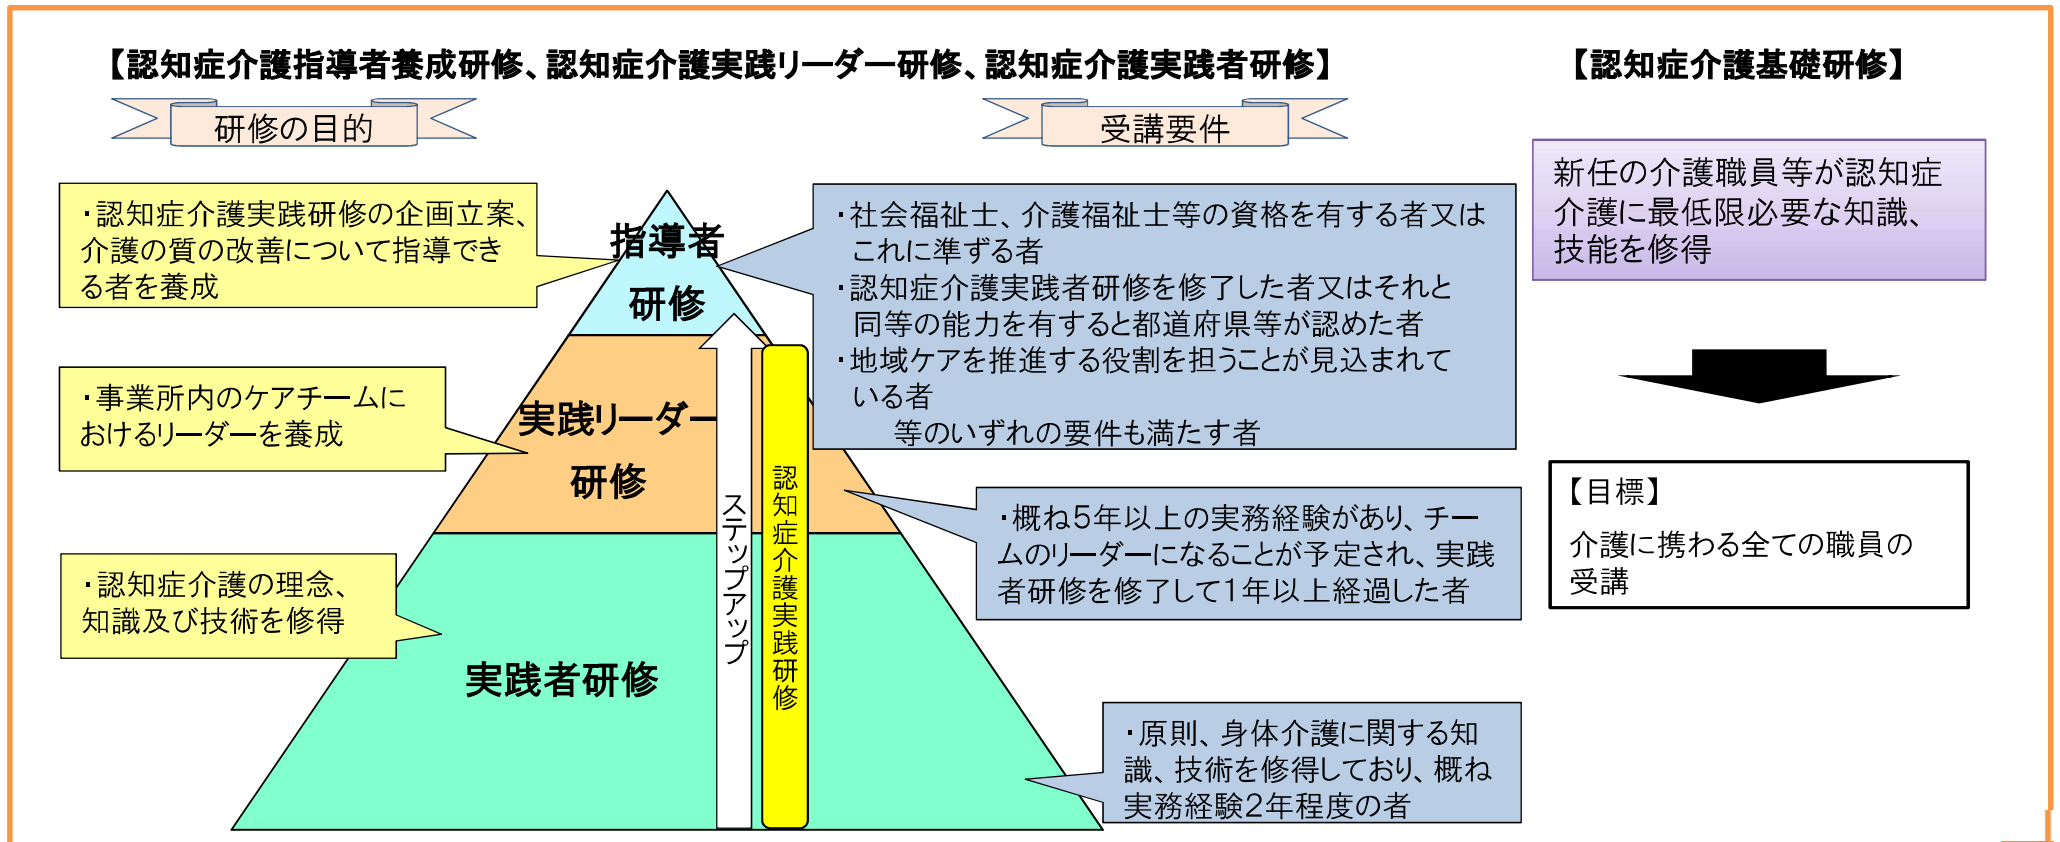 【認知症介護指導者養成研修、認知症介護実践リーダー研修、認知症介護実践者研修】
【認知症介護基礎研修】
研修の目的
受講要件
・認知症介護実践研修の企画立案、
介護の質の改善について指導でき
る者を養成
指導者
研修
・社会福祉士、介護福祉士等の資格を有する者又は
これに準ずる者
・認知症介護実践者研修を修了した者又はそれと
同等の能力を有すると都道府県等が認めた者
・地域ケアを推進する役割を担うことが見込まれて
いる者
等のいずれの要件も満たす者
・事業所内のケアチームに
おけるリーダーを養成
実践リーダー
研修
・概ね5年以上の実務経験があり、チー
ムのリーダーになることが予定され、実践
者研修を修了して1年以上経過した者
・認知症介護の理念、
知識及び技術を修得
実践者研修
・原則、身体介護に関する知
識、技術を修得しており、概ね
実務経験2年程度の者
ステップアップ
認知症介護実践研修
新任の介護職員等が認知症
介護に最低限必要な知識、
技能を修得
【目標】
介護に携わる全ての職員の
受講